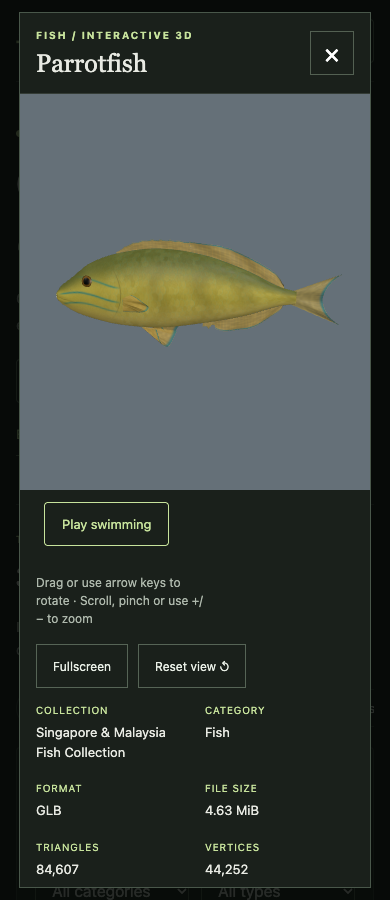 FISH / INTERACTIVE 3D
Parrotfish
×
Play swimming
Drag or use arrow keys to
rotate · Scroll, pinch or use +/
− to zoom
Fullscreen
Reset view ↺
COLLECTION
CATEGORY
Singapore & Malaysia
Fish Collection
Fish
FORMAT
FILE SIZE
GLB
4.63 MiB
TRIANGLES
VERTICES
84,607
44,252
All categories
All types